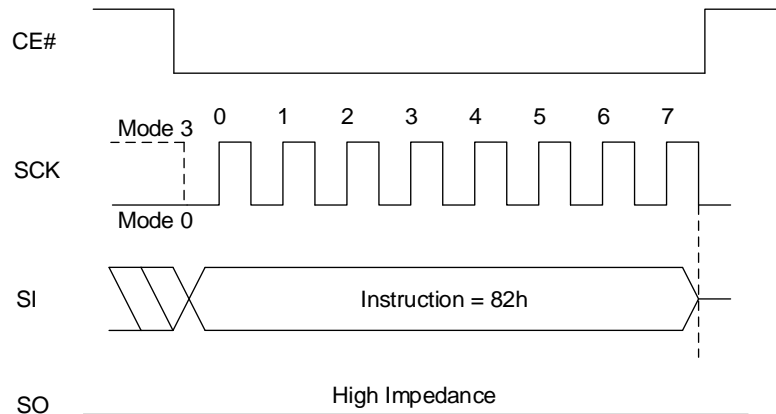 CE#
Mode 3
0 1 2 3 4 5 6 7
SCK
Mode 0
SI
Instruction = 82h
SO
High Impedance